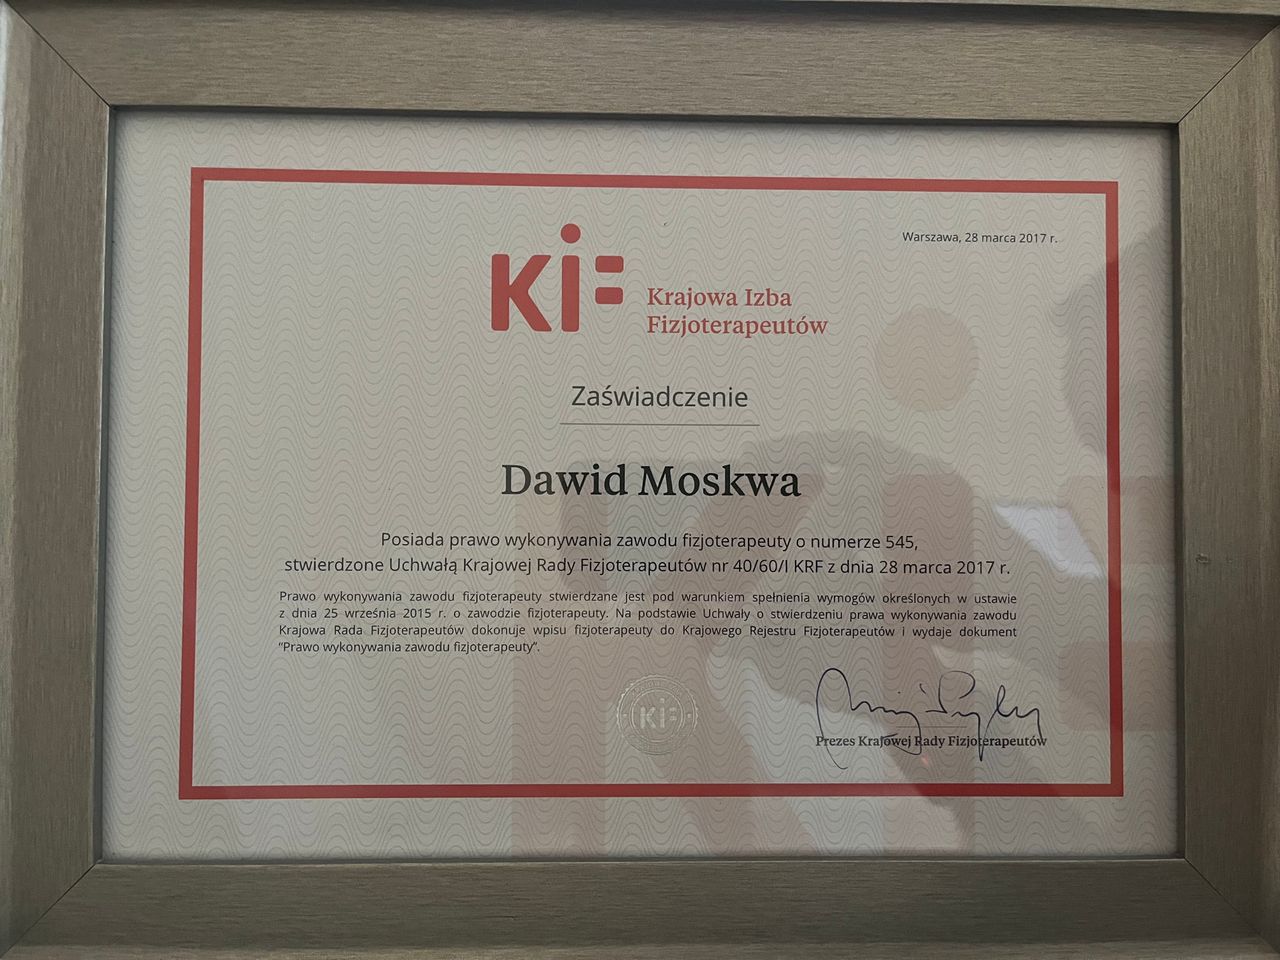 Warszawa, 28 marca 2017 r.
KiF
Krajowa Izba
Fizjoterapeutów
Zaświadczenie
Dawid Moskwa
Posiada prawo wykonywania zawodu fizjoterapeuty o numerze 545,
stwierdzone Uchwałą Krajowej Rady Fizjoterapeutów nr 40/60/I KRF z dnia 28 marca 2017 r.
Prawo wykonywania zawodu fizjoterapeuty stwierdzane jest pod warunkiem spełnienia wymogów określonych w ustawie
z dnia 25 września 2015 r. o zawodzie fizjoterapeuty. Na podstawie Uchwały o stwierdzeniu prawa wykonywania zawodu
Krajowa Rada Fizjoterapeutów dokonuje wpisu fizjoterapeuty do Krajowego Rejestru Fizjoterapeutów i wydaje dokument
"Prawo wykonywania zawodu fizjoterapeuty".
KiF
Prezes Krajowej Rady Fizjoterapeutów